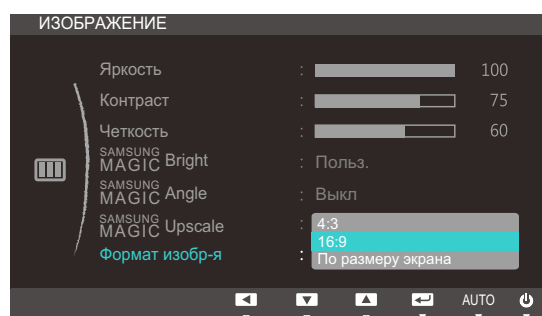 ИЗОБРАЖЕНИЕ
Яркость : 100
Контраст : 75
Четкость : 60
SAMSUNG MAGIC Bright : Польз.
SAMSUNG MAGIC Angle : Выкл
SAMSUNG MAGIC Upscale : 4:3
16:9
Формат изобр-я : По размеру экрана
AUTO